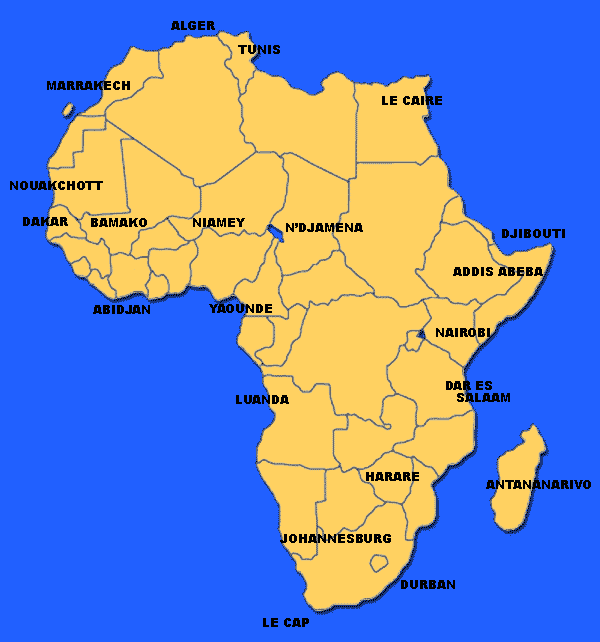 ALGER
TUNIS
MARRAKECH
LE CAIRE
NOUAKCHOTT
DAKAR
BAMAKO
NIAMEY
N'DJAMENA
DJIBOUTI
ADDIS ABEBA
ABIDJAN
YAOUNDE
NAIROBI
DAR ES
SALAAM
LUANDA
HARARE
ANTANANARIVO
JOHANNESBURG
DURBAN
LE CAP